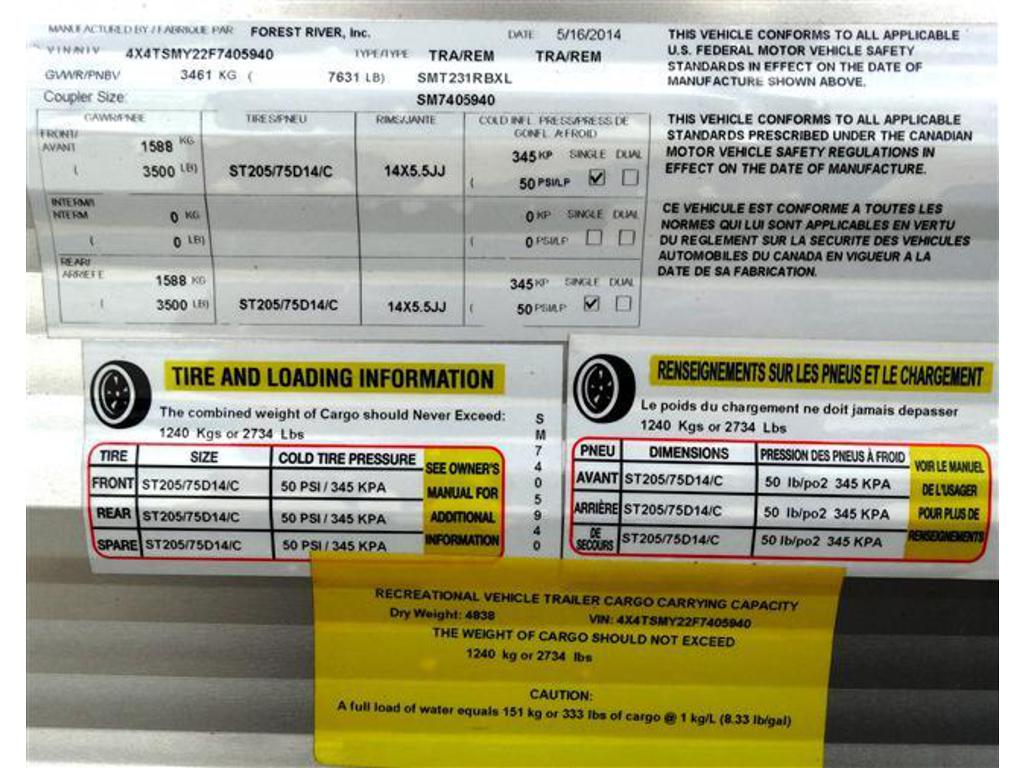 MANUFACTURED BY / FABRIQUE PAR FOREST RIVER, Inc. DATE 5/16/2014
V.I.N/N.I.V 4X4TSMY22F7405940 TYPE/TYPE TRA/REM TRA/REM
GVWR/PNBV 3461 KG ( 7631 LB) SMT231RBXL
Coupler Size: SM7405940
GAWR/PNBE TIRES/PNEU RIMS/JANTE COLD INFL. PRESS/PRESS DE
GONFL. A FROID
FRONT/
AVANT 1588 KG 345 KP SINGLE DUAL
( 3500 LB) ST205/75D14/C 14X5.5JJ ( 50 PSI/LP
INTERM/
INTERM 0 KG 0 KP SINGLE DUAL
( 0 LB) ( 0 PSI/LP
REAR/
ARRIEFE 1588 KG 345 KP SINGLE DUAL
( 3500 LB) ST205/75D14/C 14X5.5JJ ( 50 PSI/LP
THIS VEHICLE CONFORMS TO ALL APPLICABLE
U.S. FEDERAL MOTOR VEHICLE SAFETY
STANDARDS IN EFFECT ON THE DATE OF
MANUFACTURE SHOWN ABOVE.
THIS VEHICLE CONFORMS TO ALL APPLICABLE
STANDARDS PRESCRIBED UNDER THE CANADIAN
MOTOR VEHICLE SAFETY REGULATIONS IN
EFFECT ON THE DATE OF MANUFACTURE.
CE VEHICULE EST CONFORME A TOUTES LES
NORMES QUI LUI SONT APPLICABLES EN VERTU
DU REGLEMENT SUR LA SECURITE DES VEHICULES
AUTOMOBILES DU CANADA EN VIGUEUR A LA
DATE DE SA FABRICATION.
TIRE AND LOADING INFORMATION
The combined weight of Cargo should Never Exceed:
1240 Kgs or 2734 Lbs
TIRE SIZE COLD TIRE PRESSURE
FRONT ST205/75D14/C 50 PSI / 345 KPA
REAR ST205/75D14/C 50 PSI / 345 KPA
SPARE ST205/75D14/C 50 PSI / 345 KPA
SEE OWNER'S
MANUAL FOR
ADDITIONAL
INFORMATION
SM7405940
RENSEIGNEMENTS SUR LES PNEUS ET LE CHARGEMENT
Le poids du chargement ne doit jamais depasser
1240 Kgs or 2734 Lbs
PNEU DIMENSIONS PRESSION DES PNEUS À FROID
AVANT ST205/75D14/C 50 lb/po2 345 KPA
ARRIÈRE ST205/75D14/C 50 lb/po2 345 KPA
DE
SECOURS ST205/75D14/C 50 lb/po2 345 KPA
VOIR LE MANUEL
DE L'USAGER
POUR PLUS DE
RENSEIGNEMENTS
RECREATIONAL VEHICLE TRAILER CARGO CARRYING CAPACITY
Dry Weight: 4838 VIN: 4X4TSMY22F7405940
THE WEIGHT OF CARGO SHOULD NOT EXCEED
1240 kg or 2734 lbs
CAUTION:
A full load of water equals 151 kg or 333 lbs of cargo @ 1 kg/L (8.33 lb/gal)